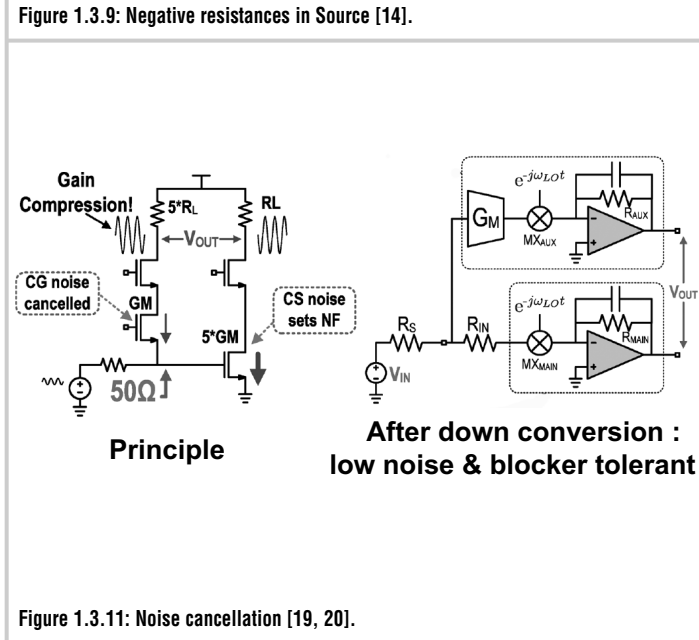 Figure 1.3.9: Negative resistances in Source [14].
Gain
Compression!
5*RL
RL
VOUT
CG noise
cancelled
GM
CS noise
sets NF
5*GM
50Ω
Principle
e-jωLOt
GM
MXAUX
RAUX
VOUT
e-jωLOt
RS
RIN
MXMAIN
RMAIN
VIN
After down conversion :
low noise & blocker tolerant
Figure 1.3.11: Noise cancellation [19, 20].